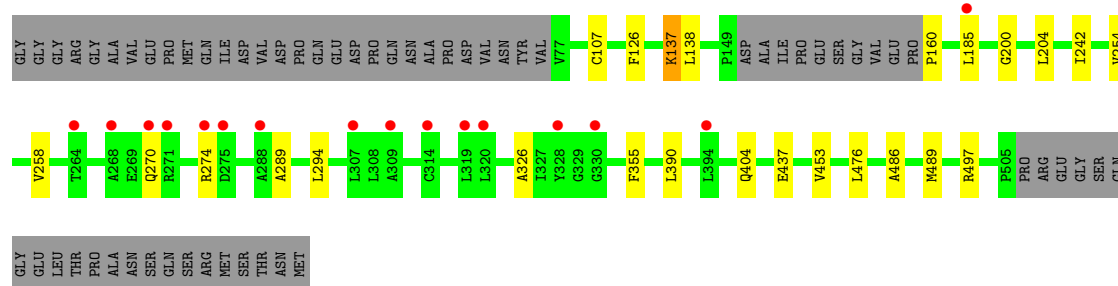 GLY GLY GLY ARG GLY ALA VAL GLU PRO MET GLN ILE ASP VAL ASP PRO GLN GLU ASP PRO GLN ASN ALA PRO ASP VAL ASN TYR VAL V77 C107 F126 K137 L138 P149 ASP ALA ILE PRO GLU SER GLY VAL GLU PRO P160 L185 G200 L204 I242
V258 T264 A268 E269 Q270 R271 R274 D275 A288 A289 L294 L307 L308 A309 C314 L319 L320 A326 I327 Y328 G329 G330 F355 L390 L394 Q404 E437 V453 L476 A486 M489 R497 P505 PRO ARG GLU GLY SER
GLY GLU LEU THR PRO ALA ASN SER GLN SER ARG MET SER THR ASN MET